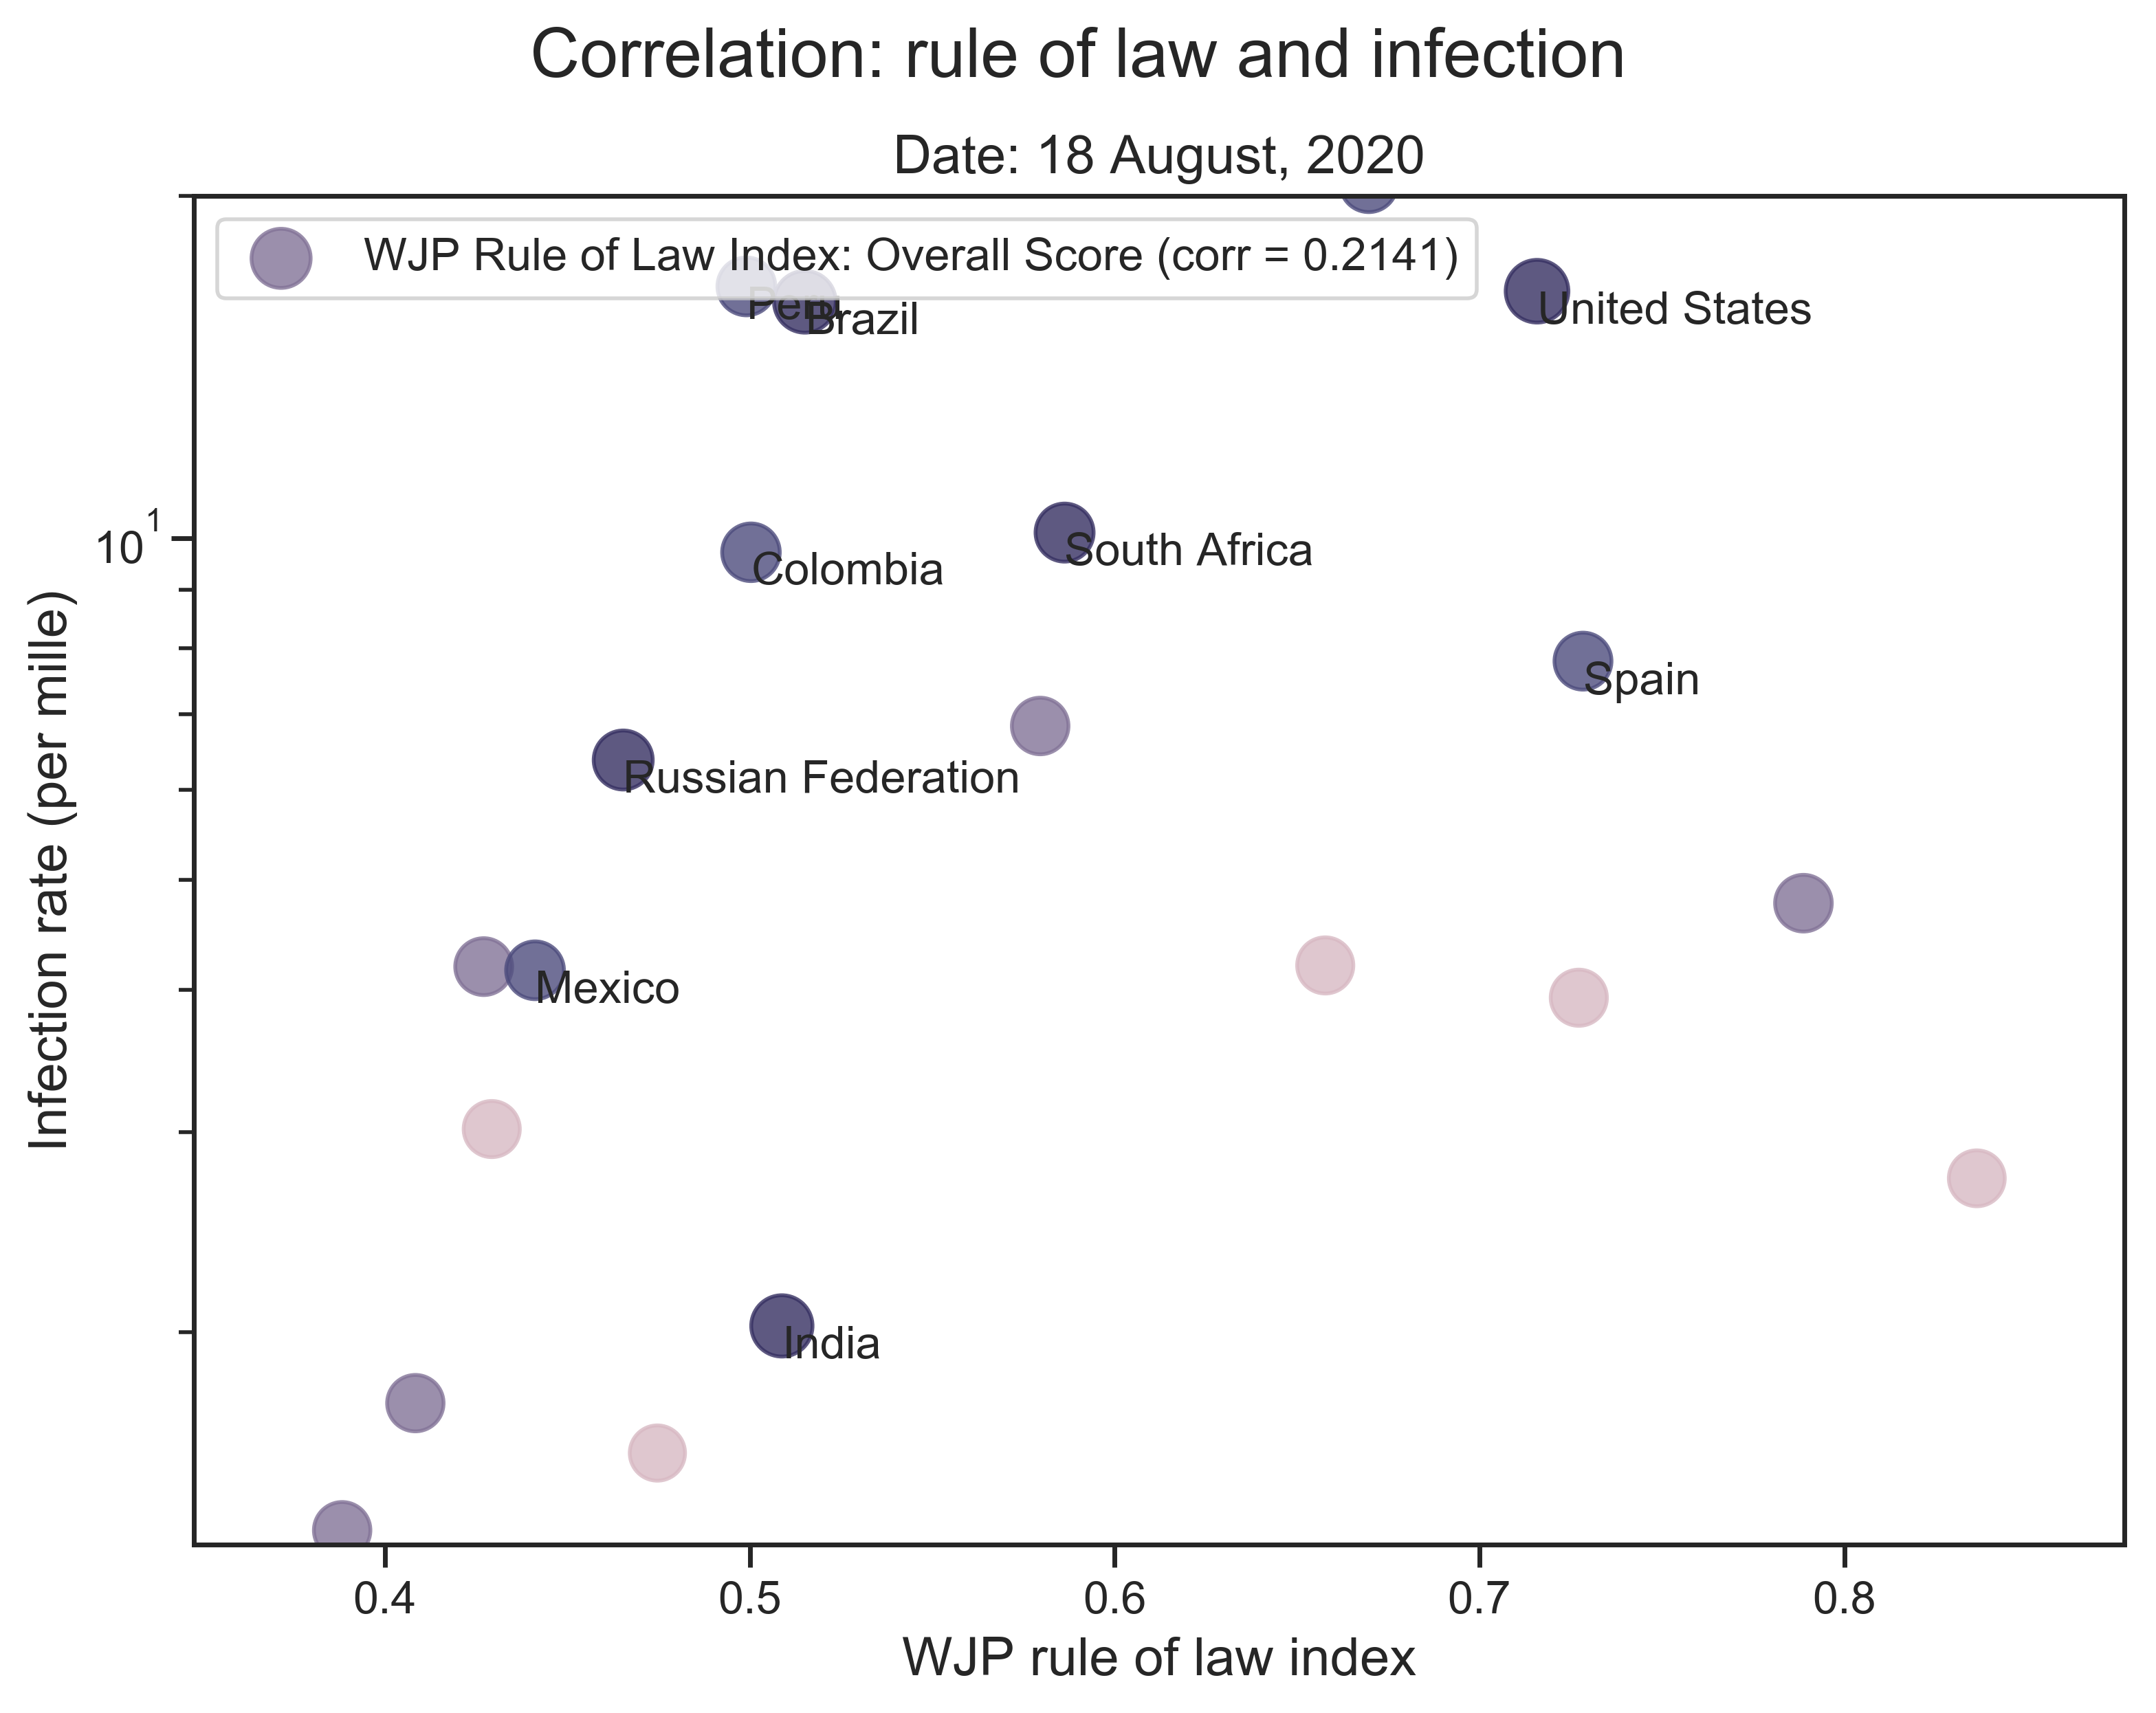 Correlation: rule of law and infection
Date: 18 August, 2020
WJP Rule of Law Index: Overall Score (corr = 0.2141)
Peru
Brazil
United States
10¹
South Africa
Colombia
Spain
Russian Federation
Mexico
India
Infection rate (per mille)
0.4 0.5 0.6 0.7 0.8
WJP rule of law index